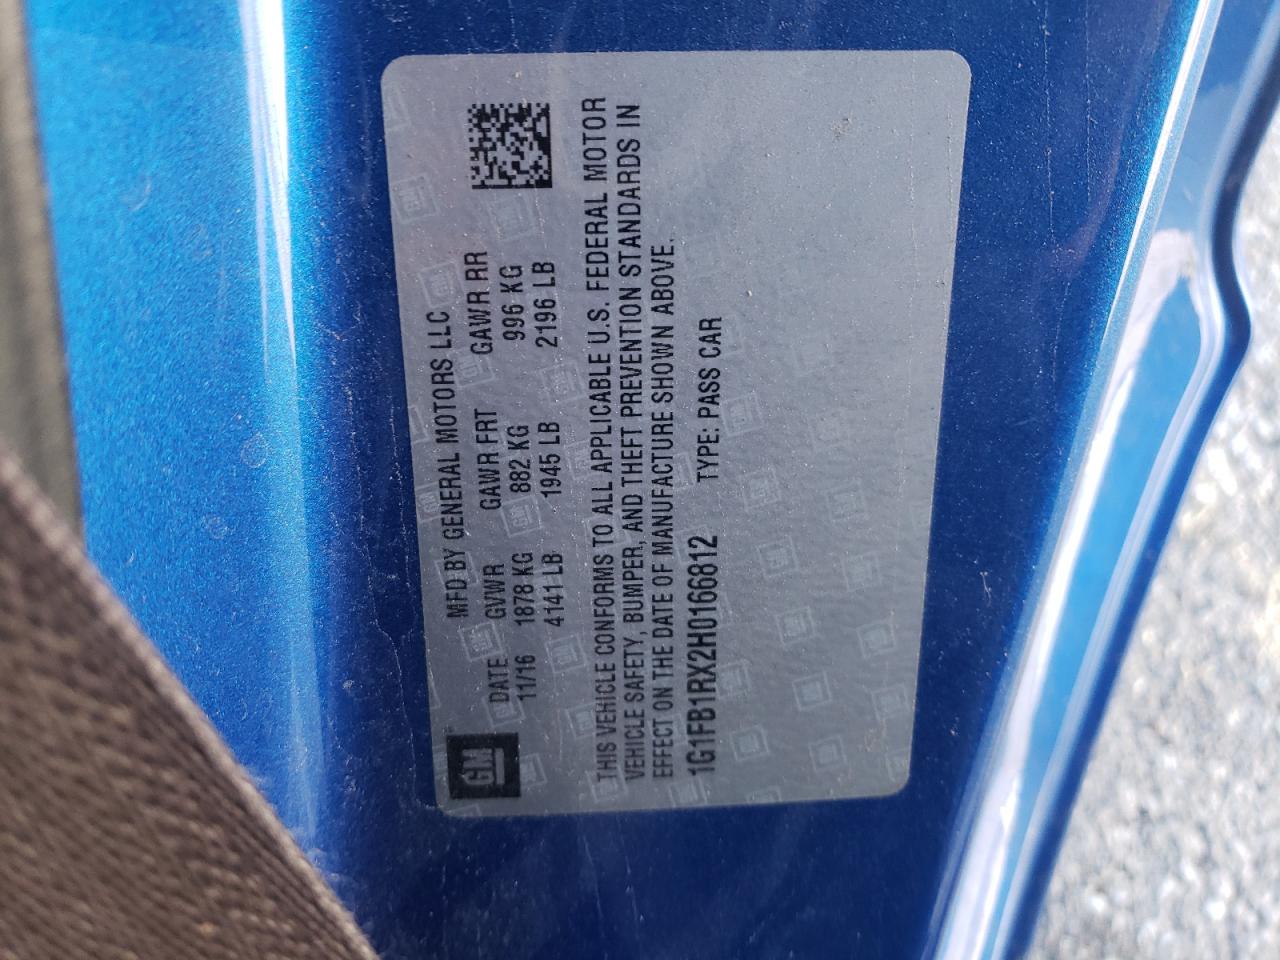 MFD BY GENERAL MOTORS LLC
DATE GVWR GAWR FRT GAWR RR
11/16 1878 KG 882 KG 996 KG
4141 LB 1945 LB 2196 LB
GM
THIS VEHICLE CONFORMS TO ALL APPLICABLE U.S. FEDERAL MOTOR
VEHICLE SAFETY, BUMPER, AND THEFT PREVENTION STANDARDS IN
EFFECT ON THE DATE OF MANUFACTURE SHOWN ABOVE.
1G1FB1RX2H0166812 TYPE: PASS CAR